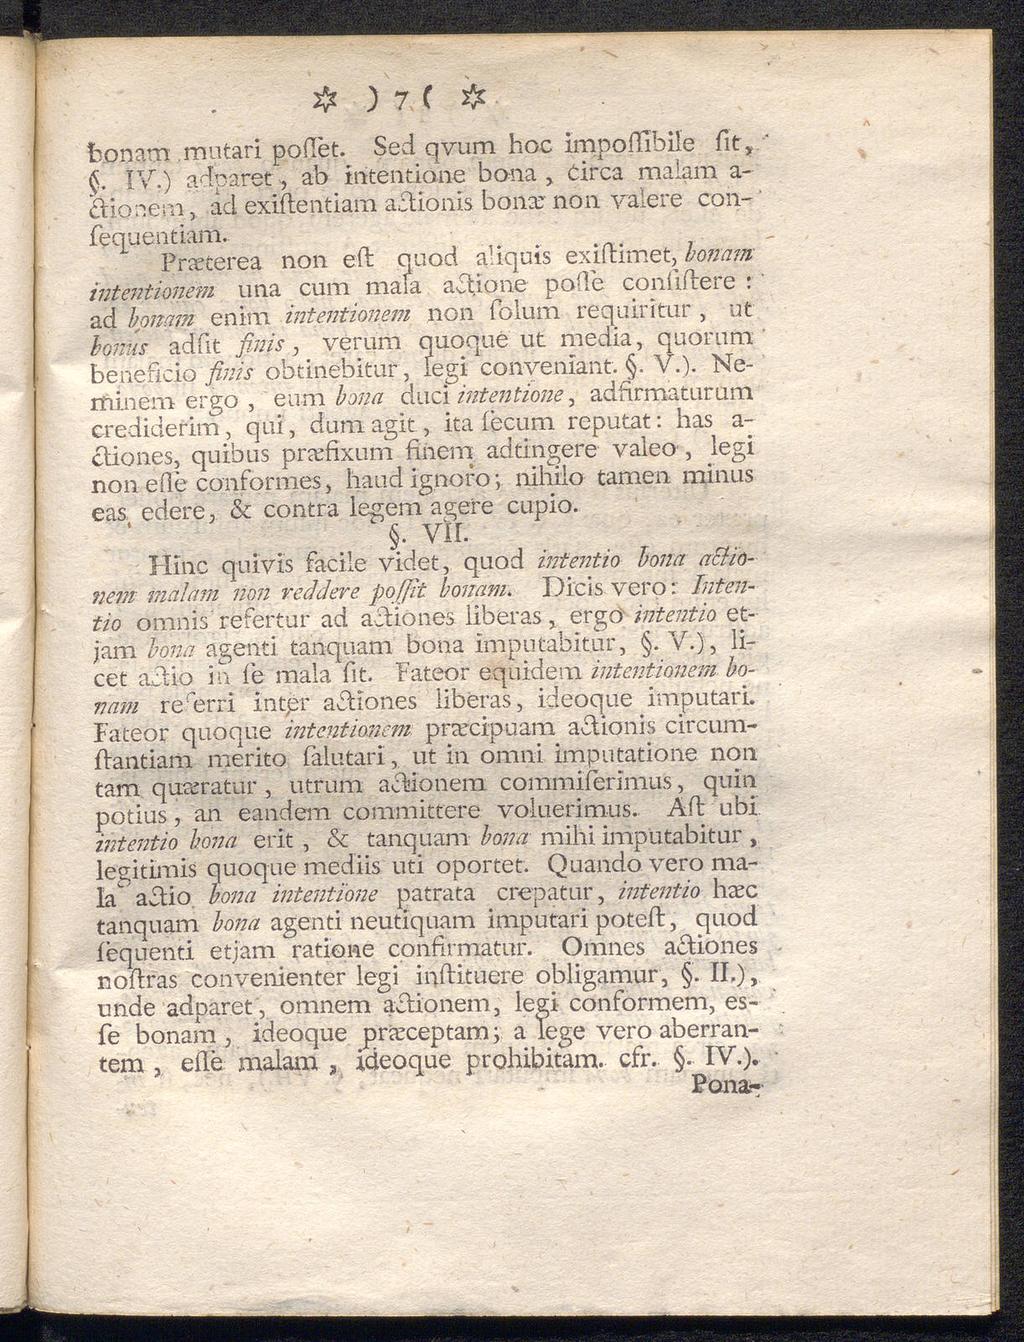 ✡ ) 7 ( ✡
bonam mutari poſſet. Sed qvum hoc impoſſibile ſit,
§. IV.) adparet, ab intentione bona, circa malam a-
ctionem, ad exiſtentiam actionis bonæ non valere con-
ſequentiam.
Præterea non eſt quod aliquis exiſtimet, bonam
intentionem una cum mala actione poſſe conſiſtere:
ad bonam enim intentionem non ſolum requiritur, ut
bonus adſit finis, verum quoque ut media, quorum
beneficio finis obtinebitur, legi conveniant. §. V.). Ne-
minem ergo, eum bona duci intentione, adfirmaturum
crediderim, qui, dum agit, ita ſecum reputat: has a-
ctiones, quibus præfixum finem adtingere valeo, legi
non eſſe conformes, haud ignoro; nihilo tamen minus
eas edere, & contra legem agere cupio.
§. VII.
Hinc quivis facile videt, quod intentio bona actio-
nem malam non reddere poſſit bonam. Dicis vero: Inten-
tio omnis refertur ad actiones liberas, ergo intentio et-
jam bona agenti tanquam bona imputabitur, §. V.), li-
cet actio in ſe mala ſit. Fateor equidem intentionem bo-
nam referri inter actiones liberas, ideoque imputari.
Fateor quoque intentionem præcipuam actionis circum-
ſtantiam merito ſalutari, ut in omni imputatione non
tam quæratur, utrum actionem commiſerimus, quin
potius, an eandem committere voluerimus. Aſt ubi
intentio bona erit, & tanquam bona mihi imputabitur,
legitimis quoque mediis uti oportet. Quando vero ma-
la actio bona intentione patrata crepatur, intentio hæc
tanquam bona agenti neutiquam imputari poteſt, quod
ſequenti etjam ratione confirmatur. Omnes actiones
noſtras convenienter legi inſtituere obligamur, §. II.),
unde adparet, omnem actionem, legi conformem, eſ-
ſe bonam, ideoque præceptam; a lege vero aberran-
tem, eſſe malam, ideoque prohibitam. cfr. §. IV.).
Pona-